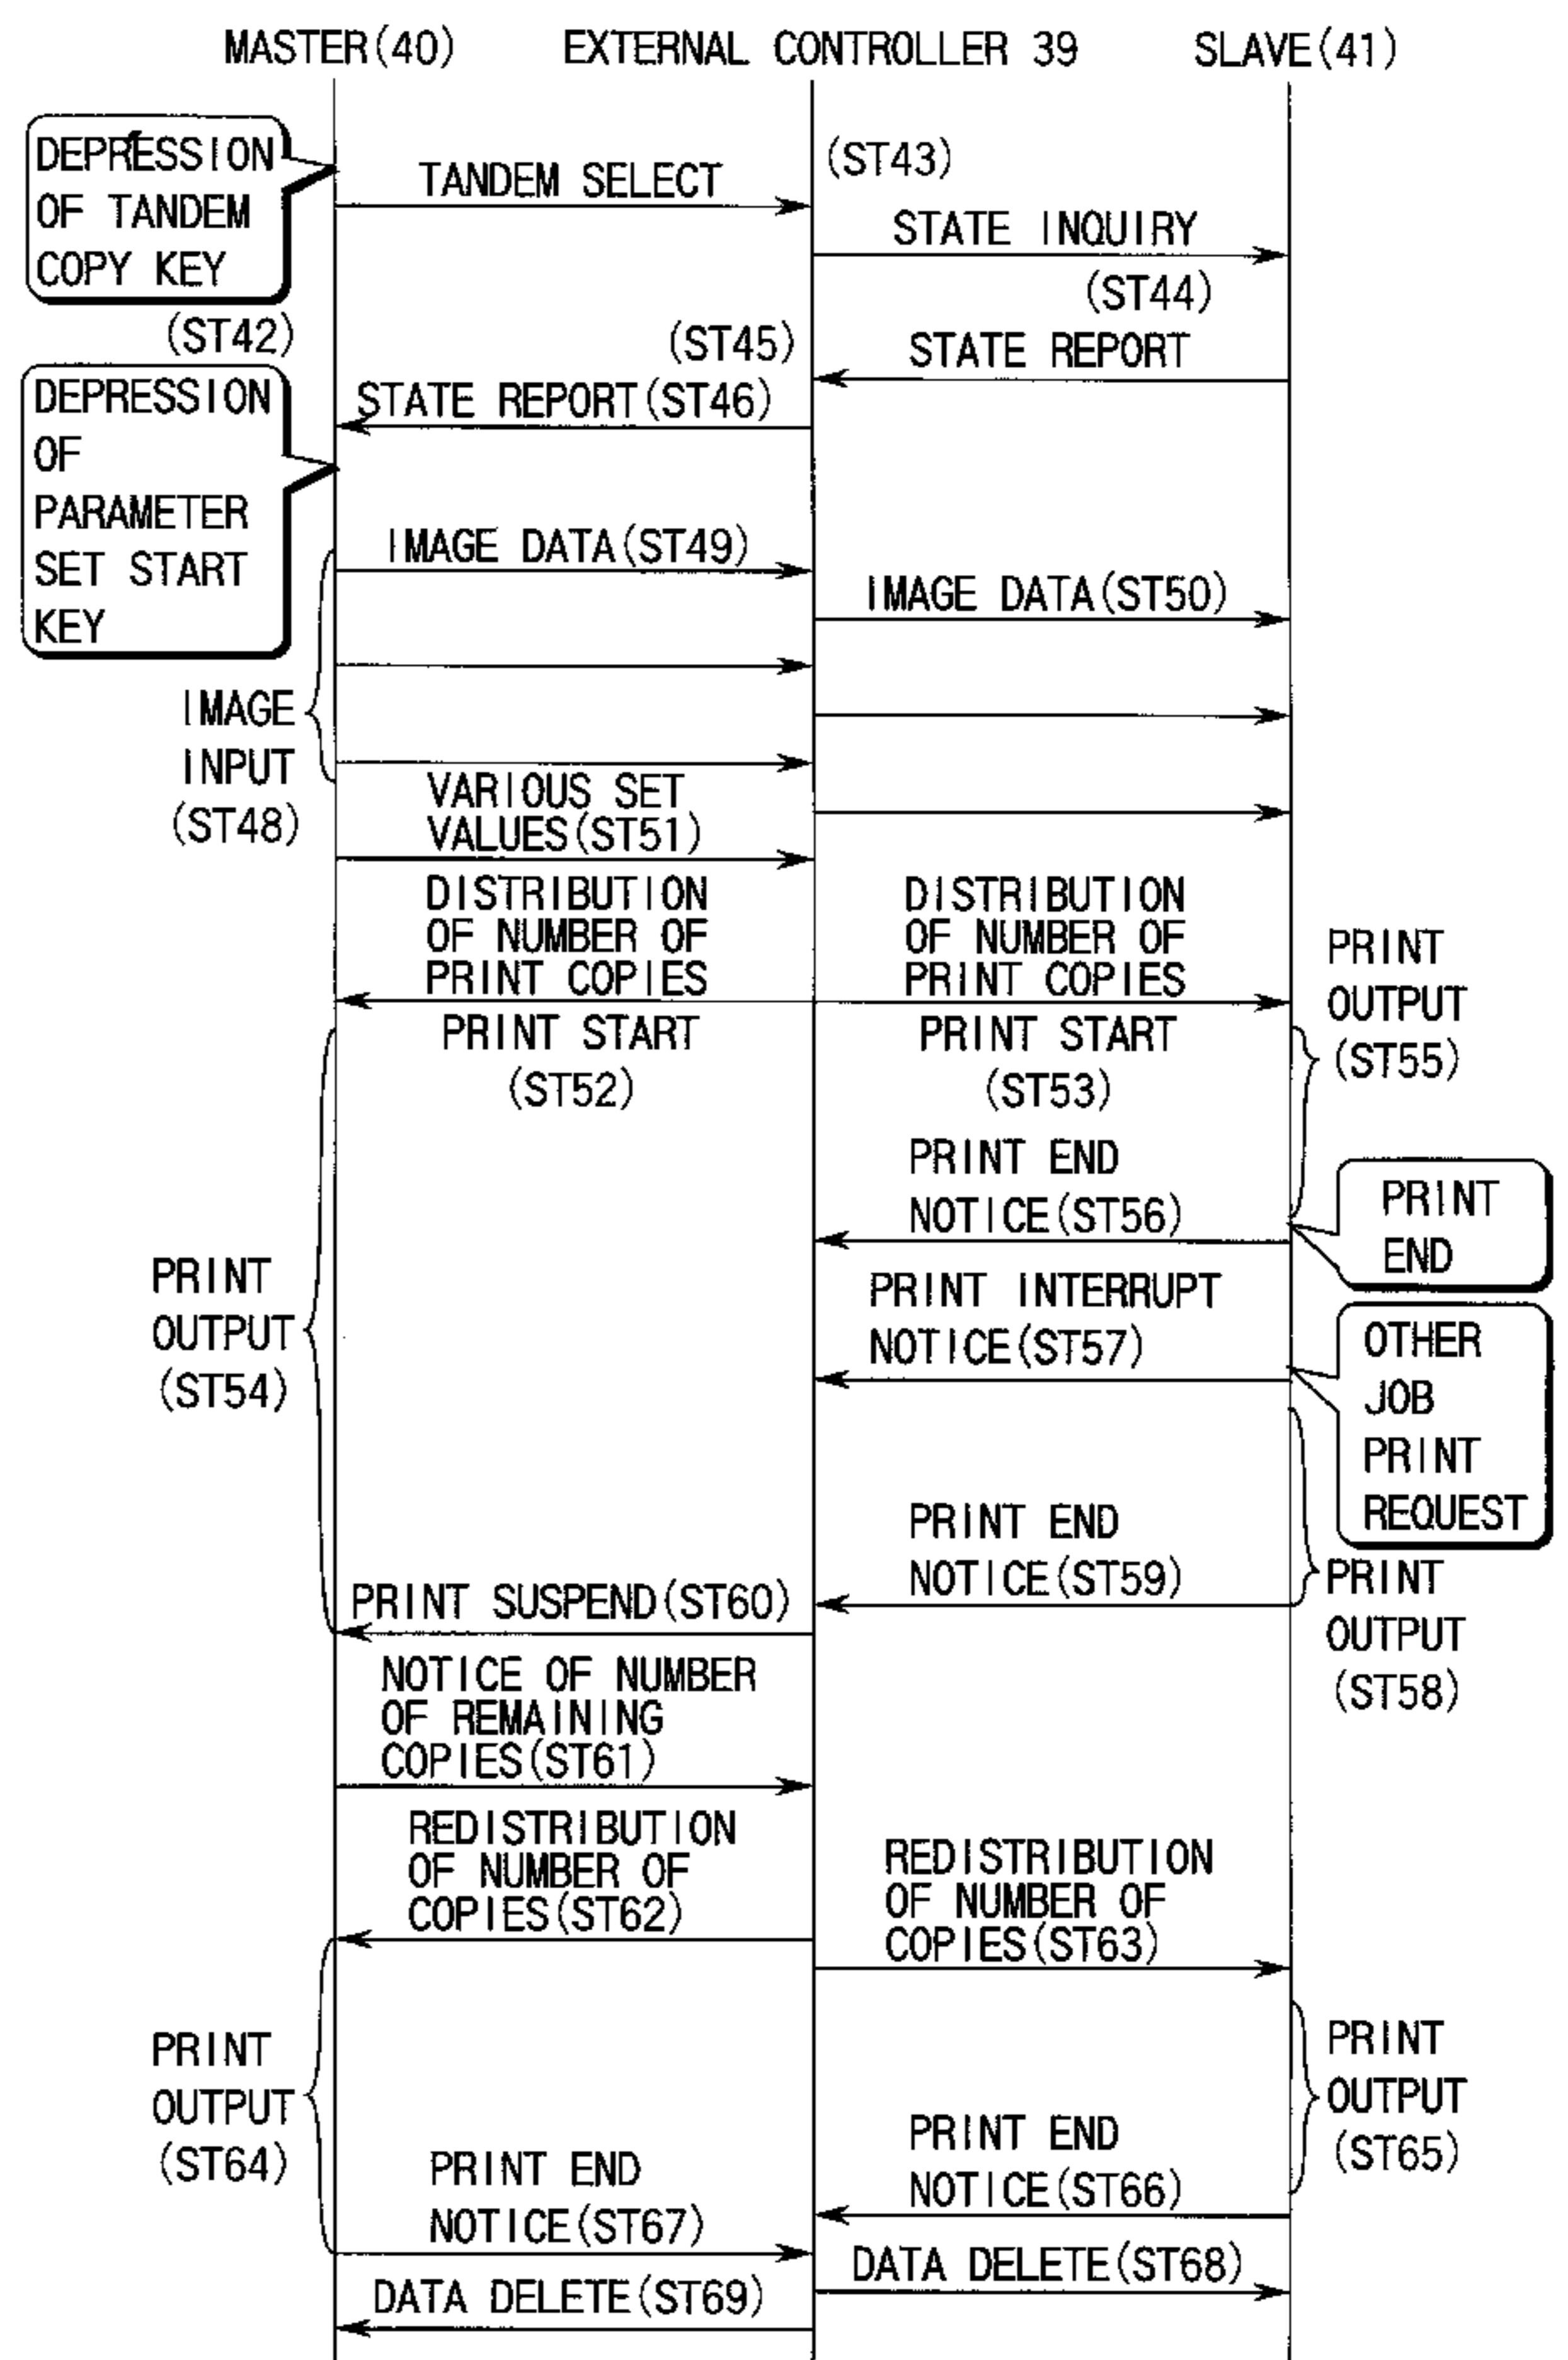 MASTER(40)
EXTERNAL CONTROLLER 39
SLAVE(41)
DEPRESSION
OF TANDEM
COPY KEY
(ST42)
TANDEM SELECT
(ST43)
STATE INQUIRY
(ST44)
(ST45)
STATE REPORT
STATE REPORT(ST46)
DEPRESSION
OF
PARAMETER
SET START
KEY
IMAGE DATA(ST49)
IMAGE DATA(ST50)
IMAGE
INPUT
(ST48)
VARIOUS SET
VALUES(ST51)
DISTRIBUTION
OF NUMBER OF
PRINT COPIES
DISTRIBUTION
OF NUMBER OF
PRINT COPIES
PRINT
OUTPUT
(ST55)
PRINT START
(ST52)
PRINT START
(ST53)
PRINT END
NOTICE(ST56)
PRINT
END
PRINT
OUTPUT
(ST54)
PRINT INTERRUPT
NOTICE(ST57)
OTHER
JOB
PRINT
REQUEST
PRINT END
NOTICE(ST59)
PRINT
OUTPUT
(ST58)
PRINT SUSPEND(ST60)
NOTICE OF NUMBER
OF REMAINING
COPIES(ST61)
REDISTRIBUTION
OF NUMBER OF
COPIES(ST62)
REDISTRIBUTION
OF NUMBER OF
COPIES(ST63)
PRINT
OUTPUT
(ST64)
PRINT
OUTPUT
(ST65)
PRINT END
NOTICE(ST66)
PRINT END
NOTICE(ST67)
DATA DELETE(ST68)
DATA DELETE(ST69)